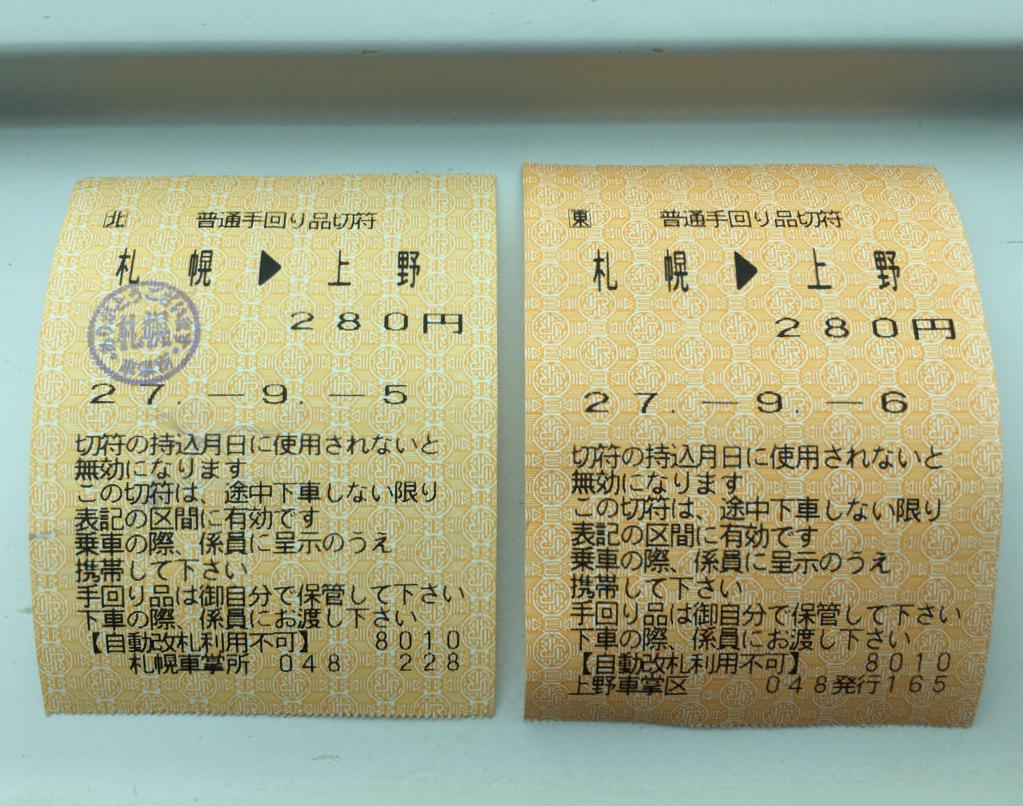 北 普通手回り品切符
札幌▶上野
280円
札幌
27.-9.-5
切符の持込月日に使用されないと
無効になります
この切符は、途中下車しない限り
表記の区間に有効です
乗車の際、係員に呈示のうえ
携帯して下さい
手回り品は御自分で保管して下さい
下車の際、係員にお渡し下さい
【自動改札利用不可】 8010
札幌車掌所 048 228
東 普通手回り品切符
札幌▶上野
280円
27.-9.-6
切符の持込月日に使用されないと
無効になります
この切符は、途中下車しない限り
表記の区間に有効です
乗車の際、係員に呈示のうえ
携帯して下さい
手回り品は御自分で保管して下さい
下車の際、係員にお渡し下さい
【自動改札利用不可】 8010
上野車掌区 048発行165